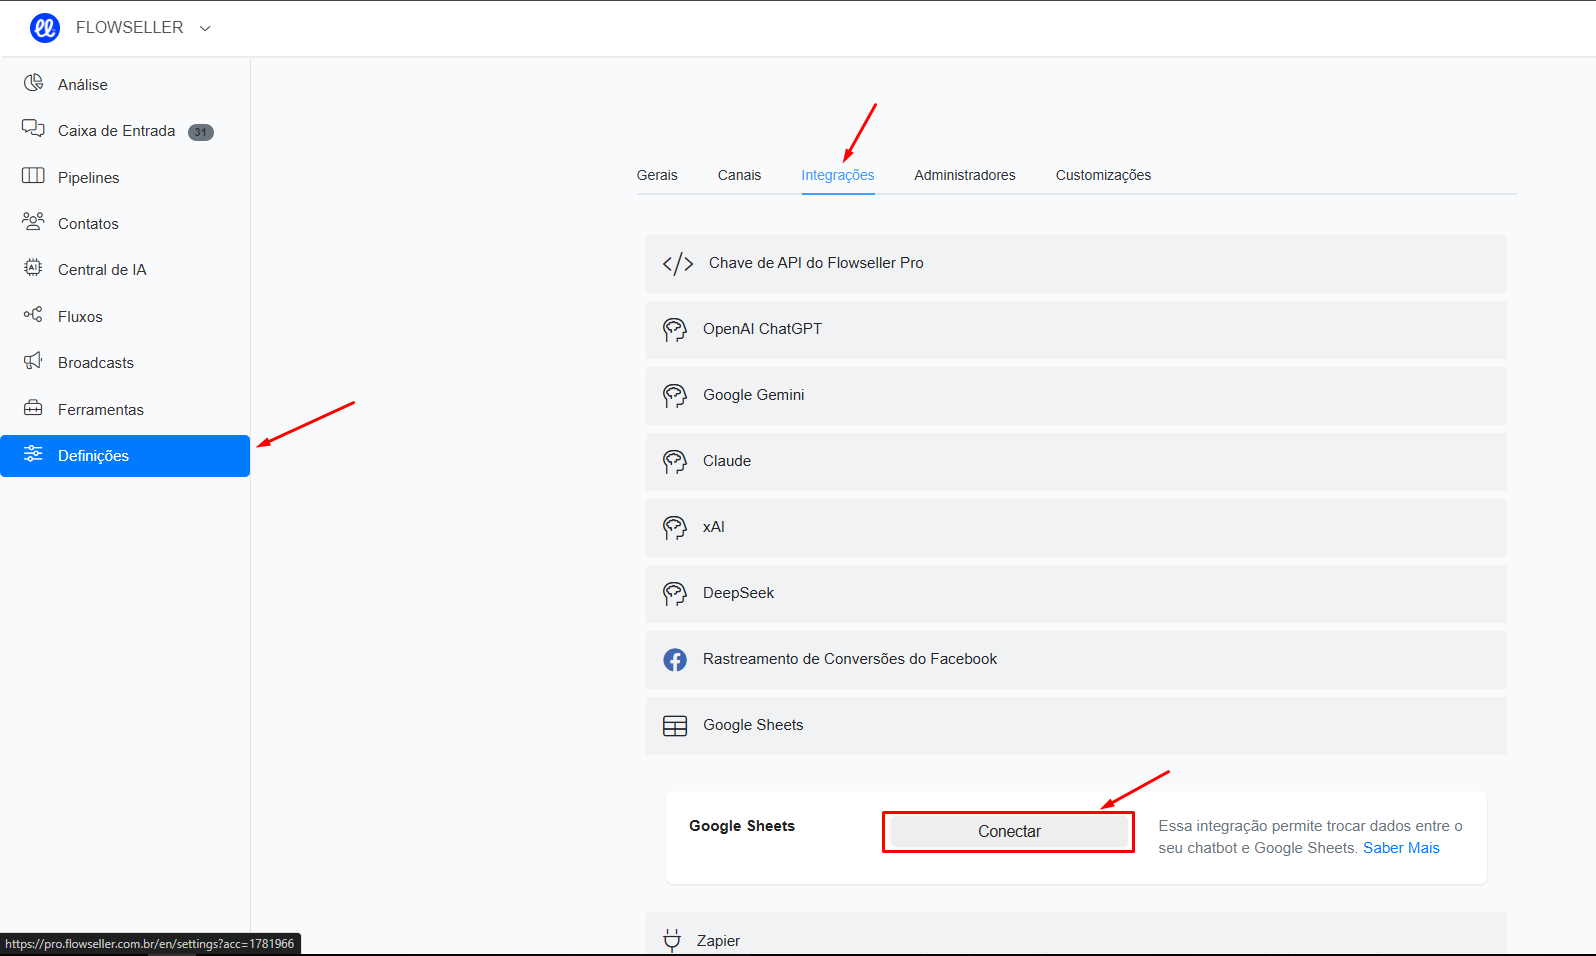 FLOWSELLER
Análise
Caixa de Entrada 31
Pipelines
Contatos
Central de IA
Fluxos
Broadcasts
Ferramentas
Definições
Gerais Canais Integrações Administradores Customizações
Chave de API do Flowseller Pro
OpenAI ChatGPT
Google Gemini
Claude
xAI
DeepSeek
Rastreamento de Conversões do Facebook
Google Sheets
Google Sheets
Conectar
Essa integração permite trocar dados entre o
seu chatbot e Google Sheets. Saber Mais
Zapier
https://pro.flowseller.com.br/en/settings?acc=1781966